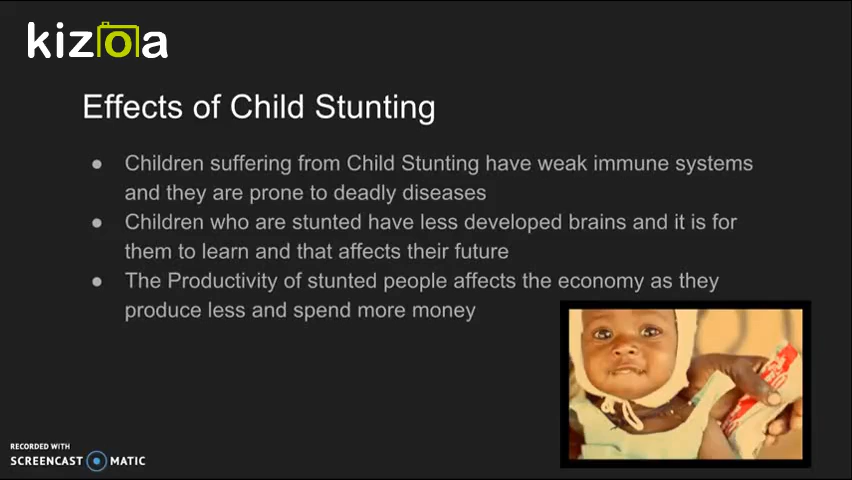 kizoa
Effects of Child Stunting
● Children suffering from Child Stunting have weak immune systems
and they are prone to deadly diseases
● Children who are stunted have less developed brains and it is for
them to learn and that affects their future
● The Productivity of stunted people affects the economy as they
produce less and spend more money
RECORDED WITH
SCREENCAST MATIC